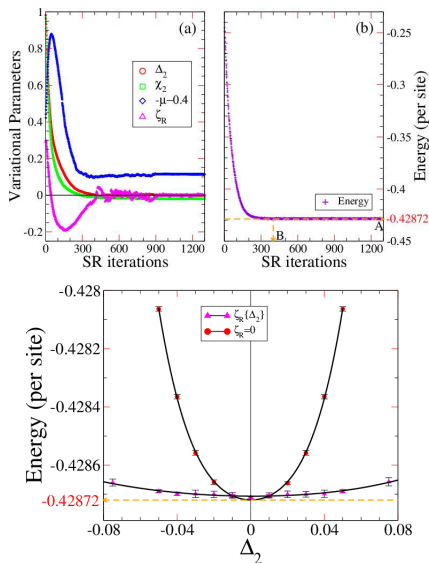 (a)
Δ2
χ2
-μ-0.4
ζR
Variational Parameters
1
0.8
0.6
0.4
0.2
0
-0.2
0 300 600 900 1200
SR iterations
(b)
Energy
A
B
-0.25
-0.3
-0.35
-0.4
-0.42872
-0.45
Energy (per site)
0 300 600 900 1200
SR iterations
ζR{Δ2}
ζR=0
Energy (per site)
-0.428
-0.4282
-0.4284
-0.4286
-0.42872
-0.08 -0.04 0 0.04 0.08
Δ2